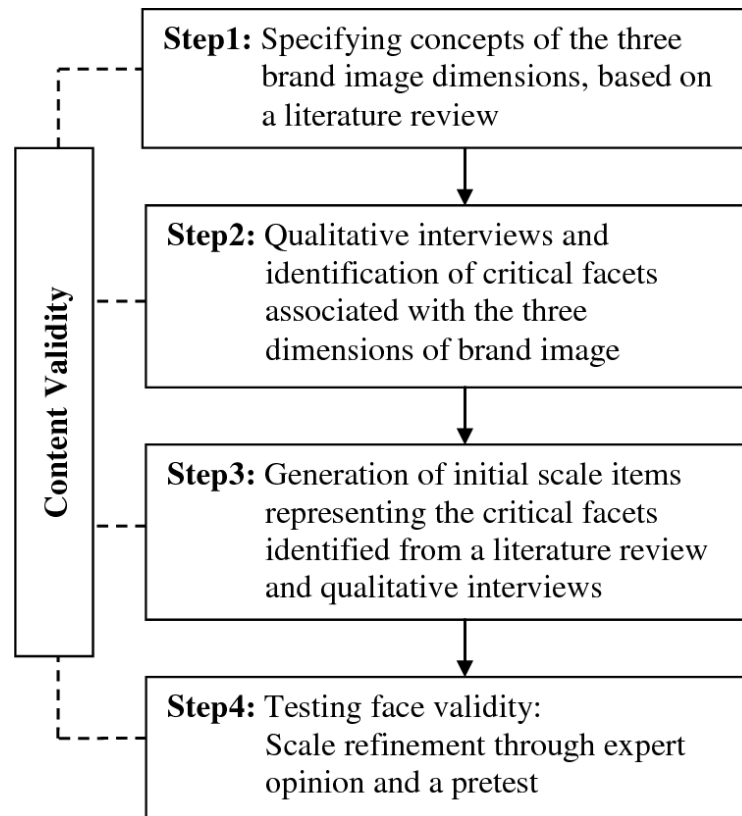 Step1: Specifying concepts of the three
brand image dimensions, based on
a literature review
Content Validity
Step2: Qualitative interviews and
identification of critical facets
associated with the three
dimensions of brand image
Step3: Generation of initial scale items
representing the critical facets
identified from a literature review
and qualitative interviews
Step4: Testing face validity:
Scale refinement through expert
opinion and a pretest